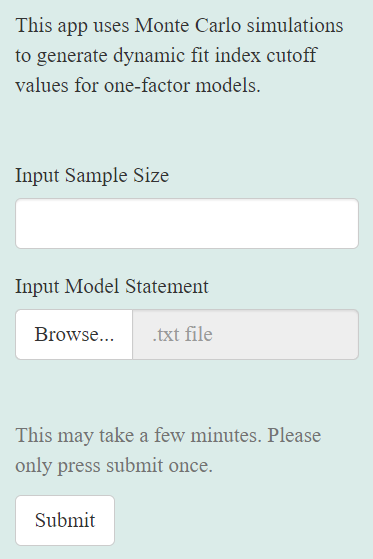 This app uses Monte Carlo simulations
to generate dynamic fit index cutoff
values for one-factor models.
Input Sample Size
Input Model Statement
Browse... .txt file
This may take a few minutes. Please
only press submit once.
Submit